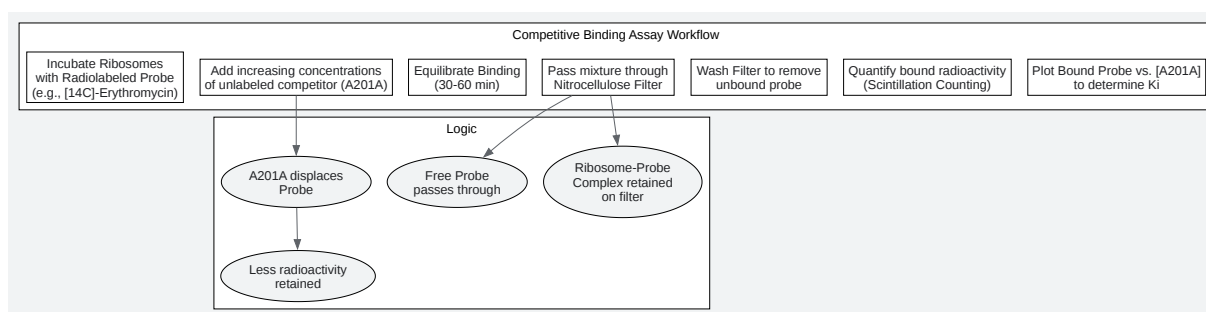 Competitive Binding Assay Workflow
Incubate Ribosomes
with Radiolabeled Probe
(e.g., [14C]-Erythromycin)
Add increasing concentrations
of unlabeled competitor (A201A)
Equilibrate Binding
(30-60 min)
Pass mixture through
Nitrocellulose Filter
Wash Filter to remove
unbound probe
Quantify bound radioactivity
(Scintillation Counting)
Plot Bound Probe vs. [A201A]
to determine Ki
Logic
A201A displaces
Probe
Free Probe
passes through
Ribosome-Probe
Complex retained
on filter
Less radioactivity
retained